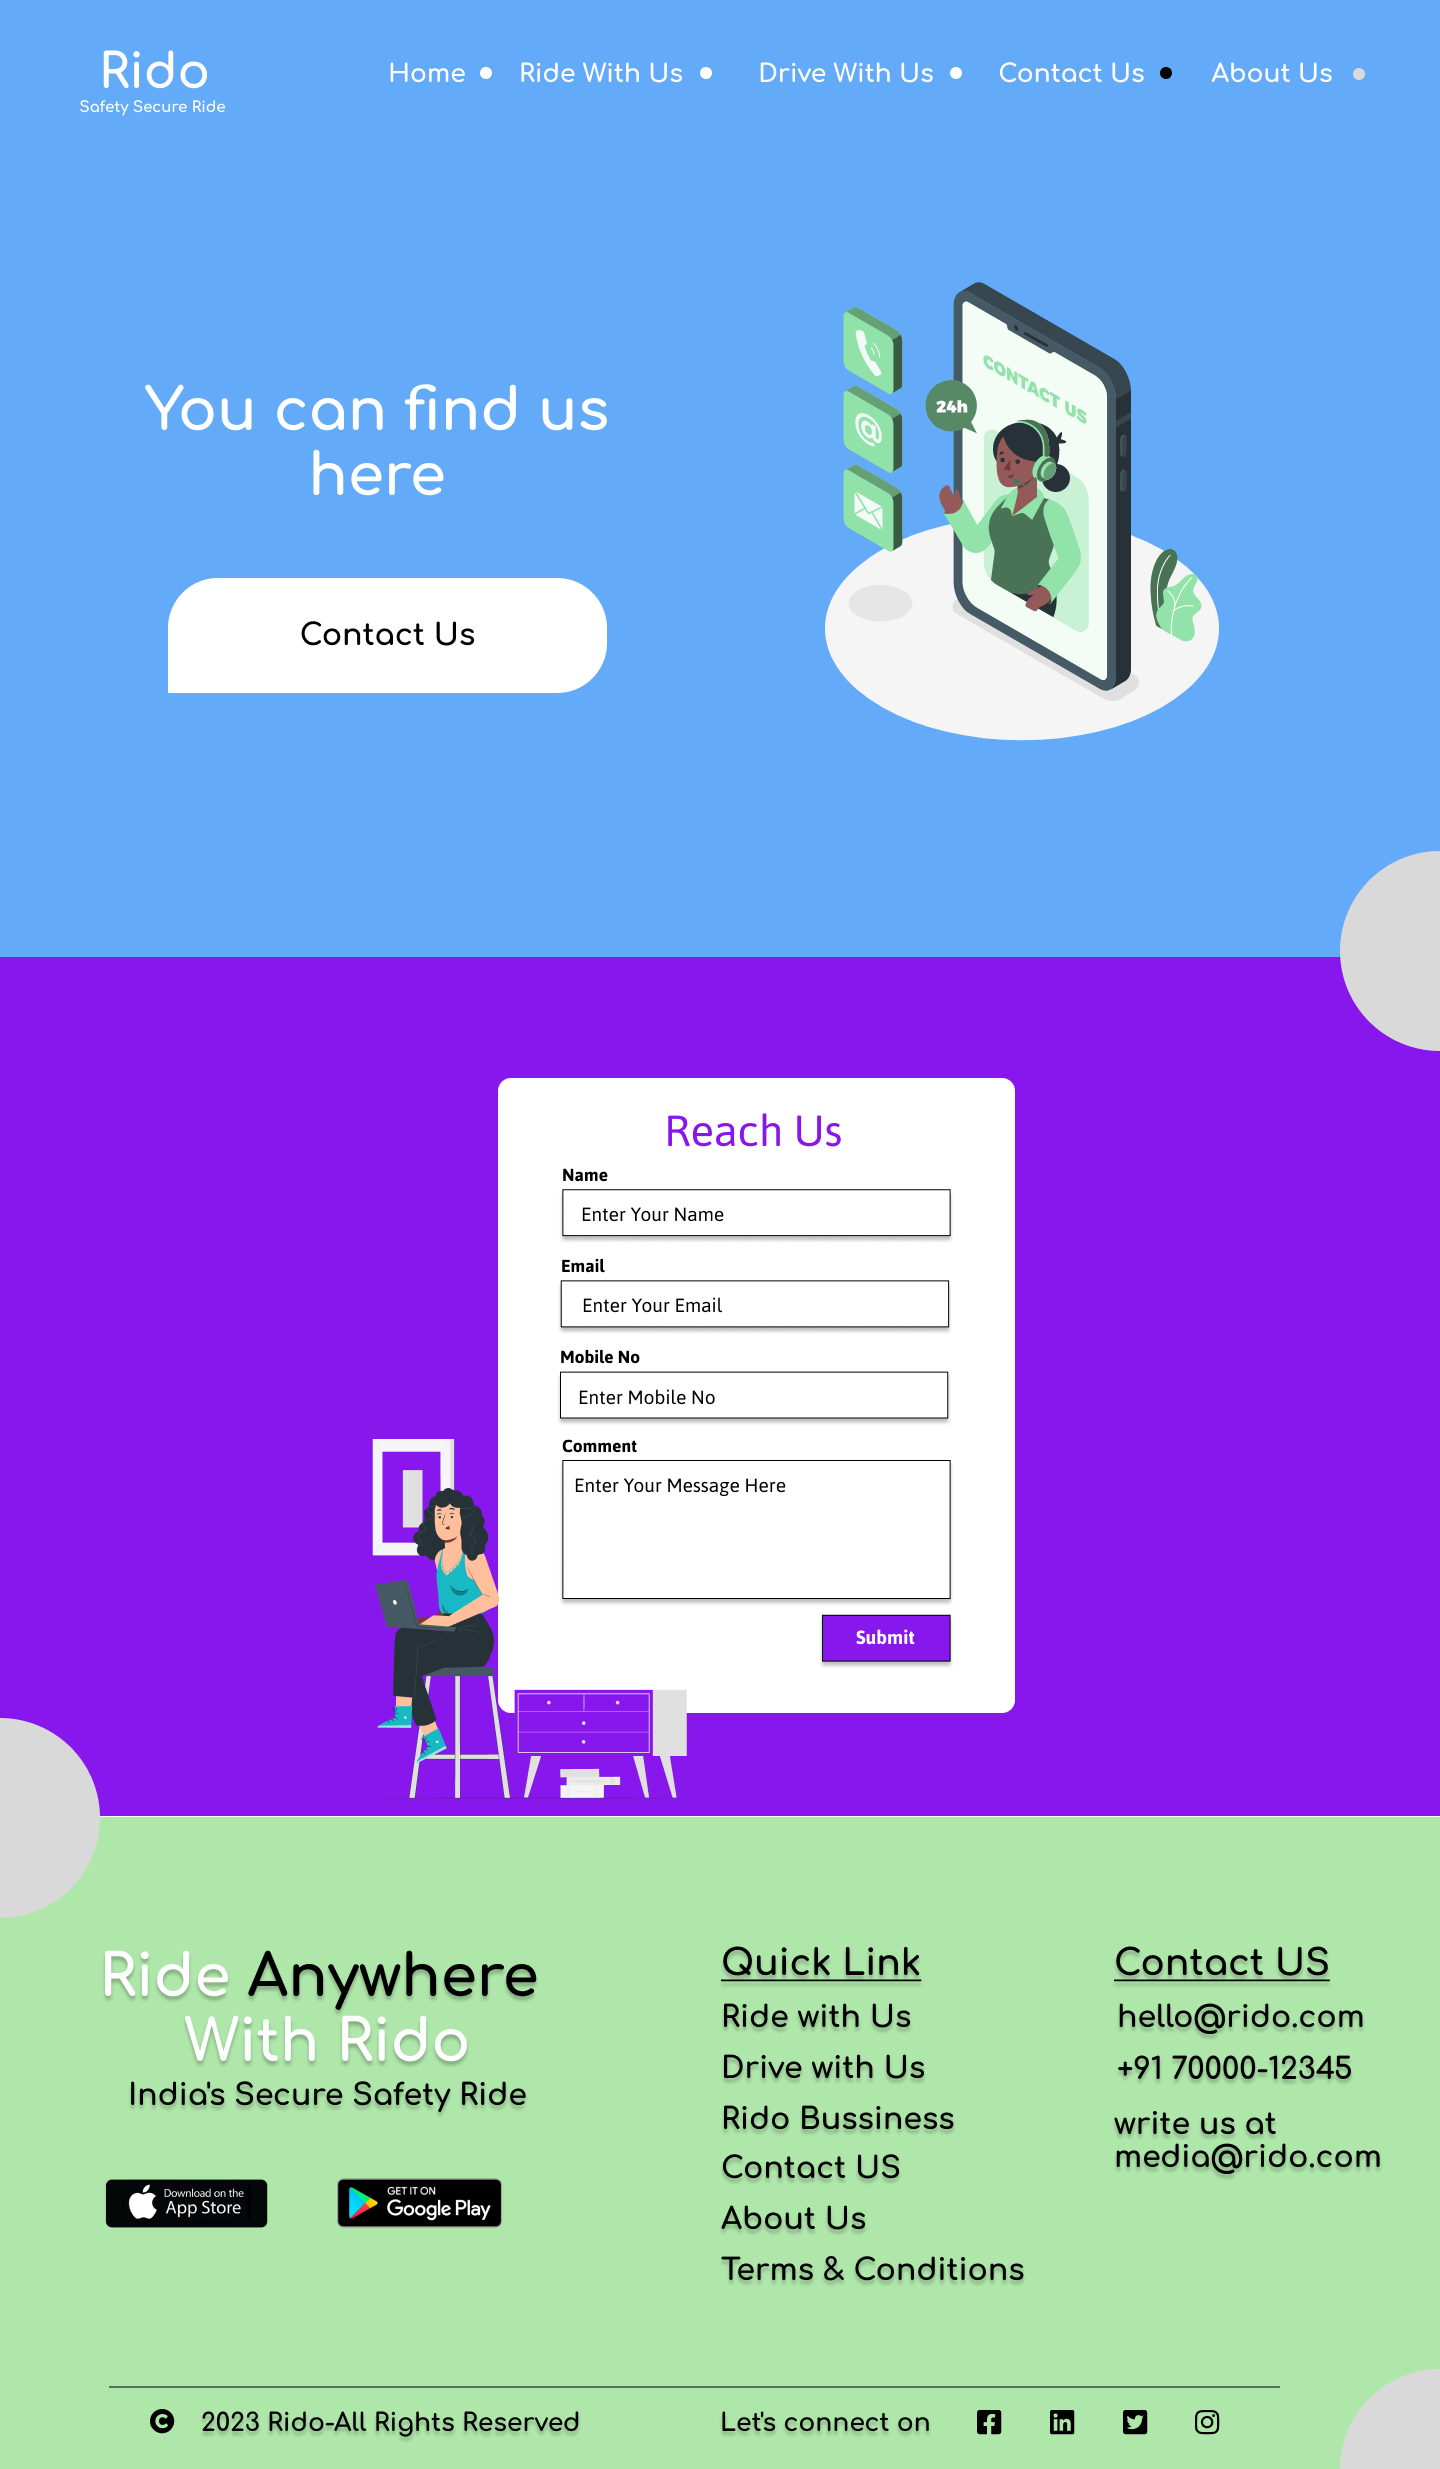 Rido
Safety Secure Ride
Home
Ride With Us
Drive With Us
Contact Us
About Us
You can find us
here
Contact Us
CONTACT US
24h
Reach Us
Name
Enter Your Name
Email
Enter Your Email
Mobile No
Enter Mobile No
Comment
Enter Your Message Here
Submit
Ride Anywhere
With Rido
India's Secure Safety Ride
Download on the
App Store
GET IT ON
Google Play
Quick Link
Ride with Us
Drive with Us
Rido Bussiness
Contact US
About Us
Terms & Conditions
Contact US
hello@rido.com
+91 70000-12345
write us at
media@rido.com
© 2023 Rido-All Rights Reserved
Let's connect on